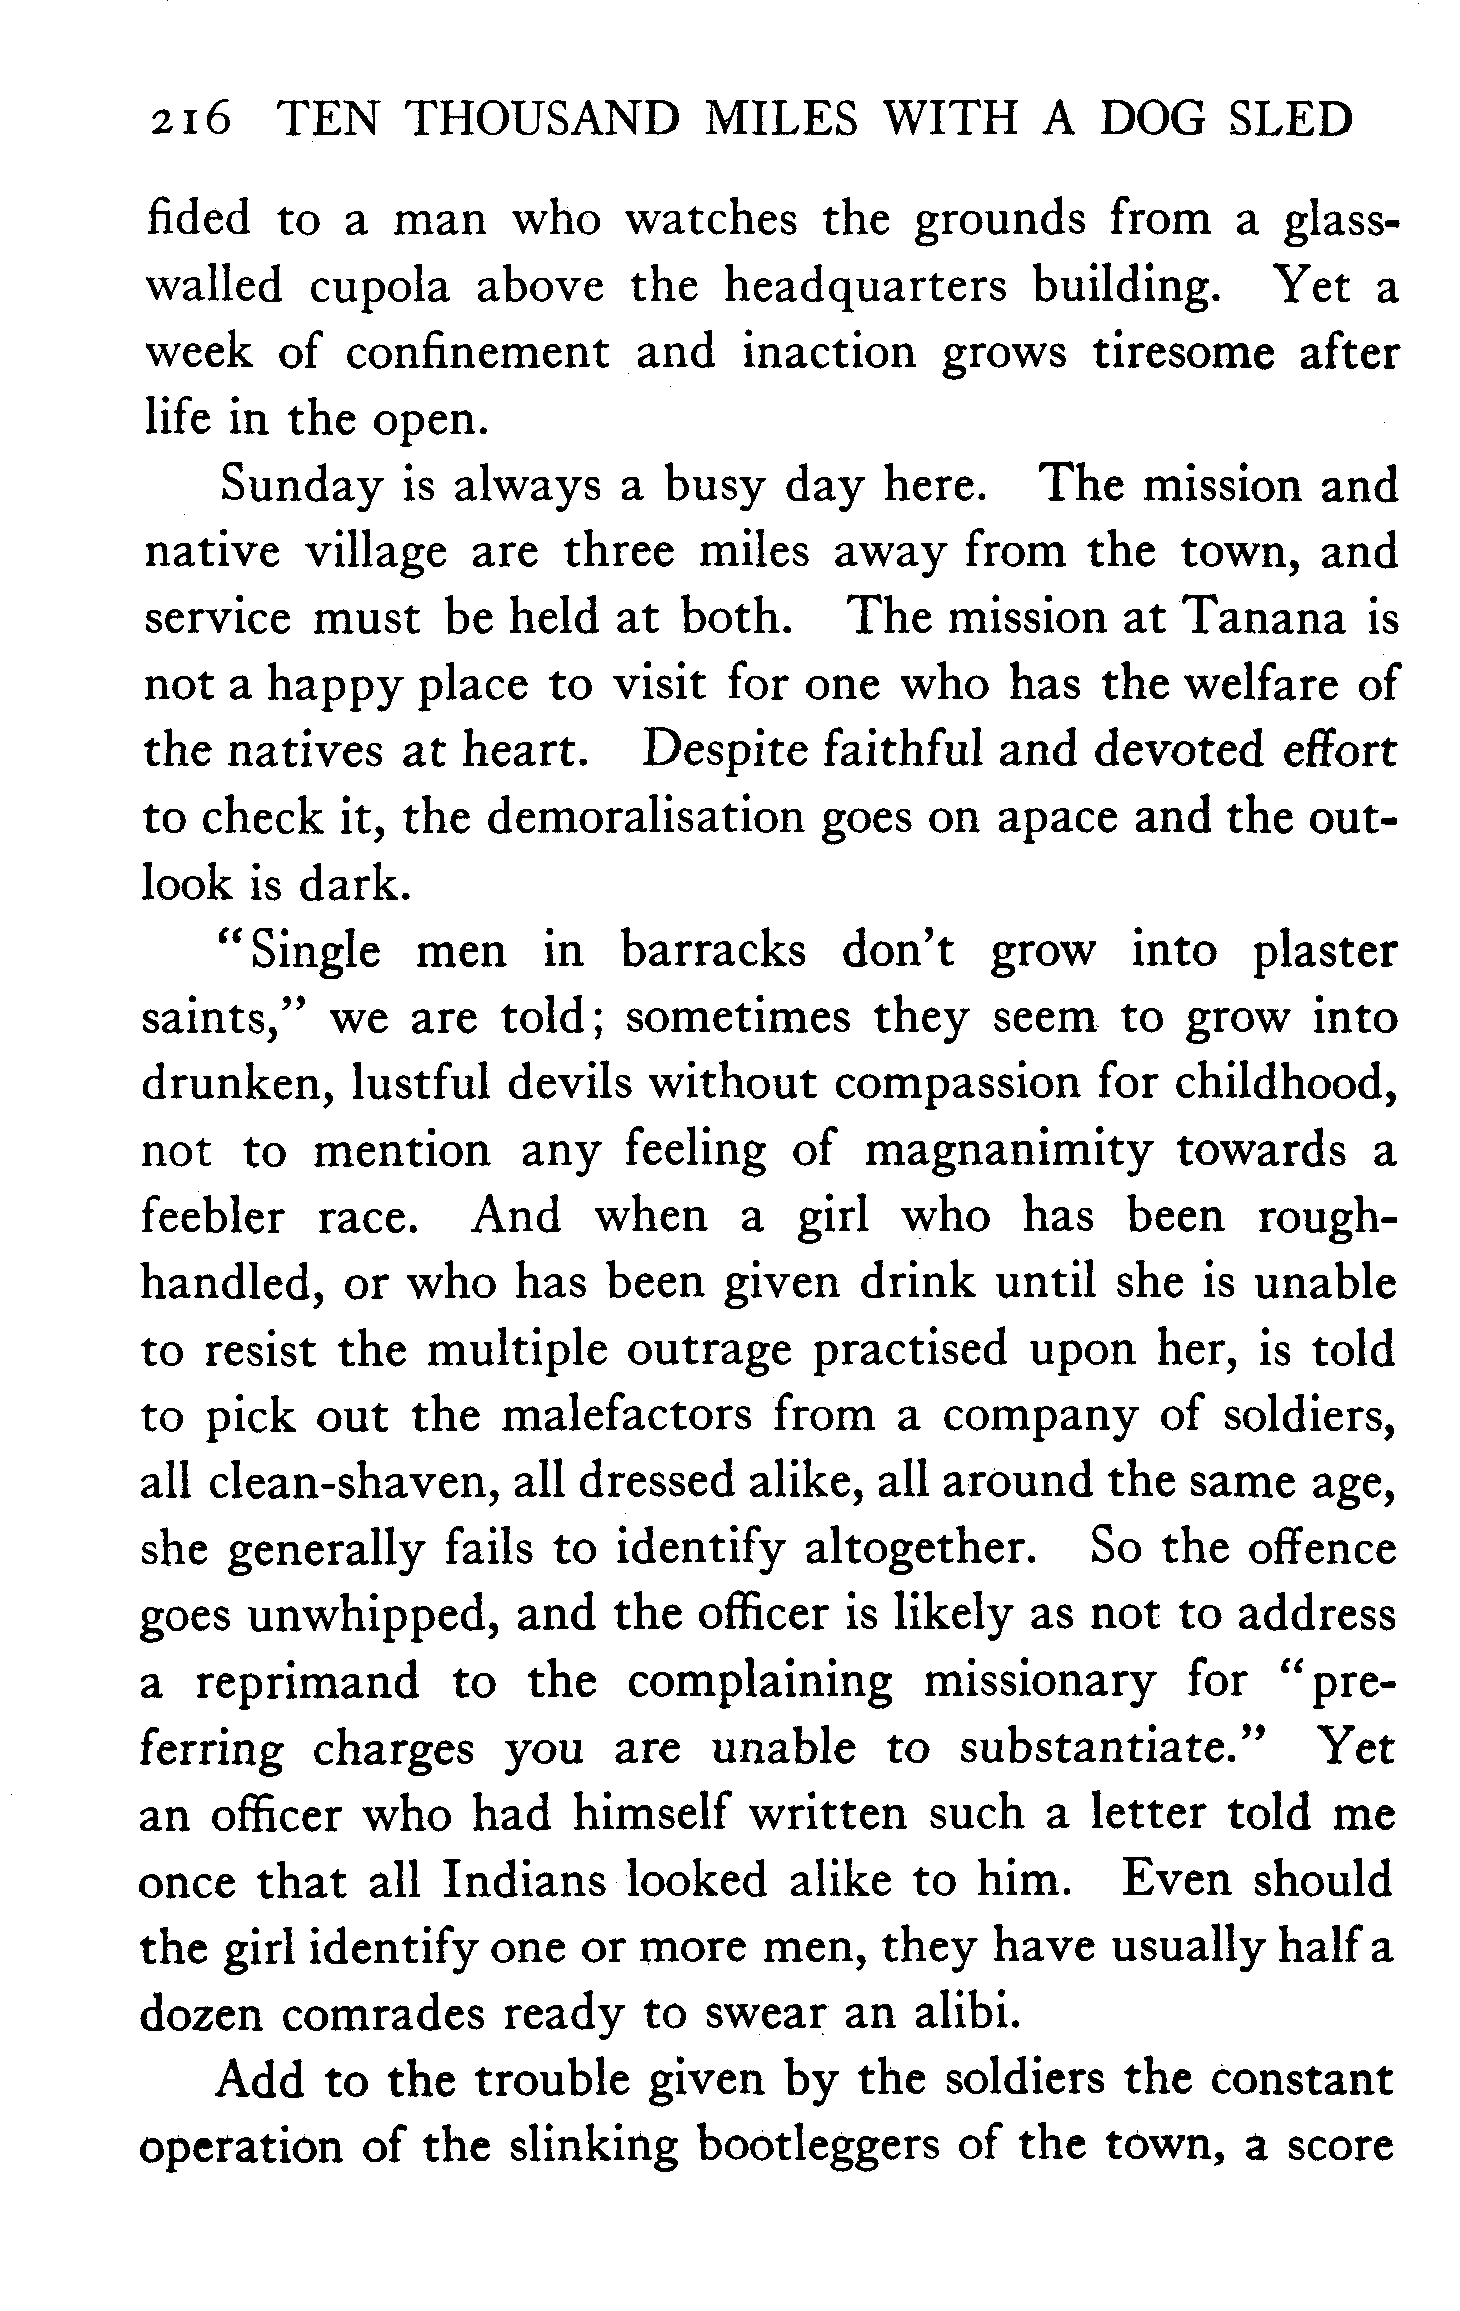 216 TEN THOUSAND MILES WITH A DOG SLED
fided to a man who watches the grounds from a glass-
walled cupola above the headquarters building. Yet a
week of confinement and inaction grows tiresome after
life in the open.
Sunday is always a busy day here. The mission and
native village are three miles away from the town, and
service must be held at both. The mission at Tanana is
not a happy place to visit for one who has the welfare of
the natives at heart. Despite faithful and devoted effort
to check it, the demoralisation goes on apace and the out-
look is dark.
"Single men in barracks don't grow into plaster
saints," we are told; sometimes they seem to grow into
drunken, lustful devils without compassion for childhood,
not to mention any feeling of magnanimity towards a
feebler race. And when a girl who has been rough-
handled, or who has been given drink until she is unable
to resist the multiple outrage practised upon her, is told
to pick out the malefactors from a company of soldiers,
all clean-shaven, all dressed alike, all around the same age,
she generally fails to identify altogether. So the offence
goes unwhipped, and the officer is likely as not to address
a reprimand to the complaining missionary for "pre-
ferring charges you are unable to substantiate." Yet
an officer who had himself written such a letter told me
once that all Indians looked alike to him. Even should
the girl identify one or more men, they have usually half a
dozen comrades ready to swear an alibi.
Add to the trouble given by the soldiers the constant
operation of the slinking bootleggers of the town, a score